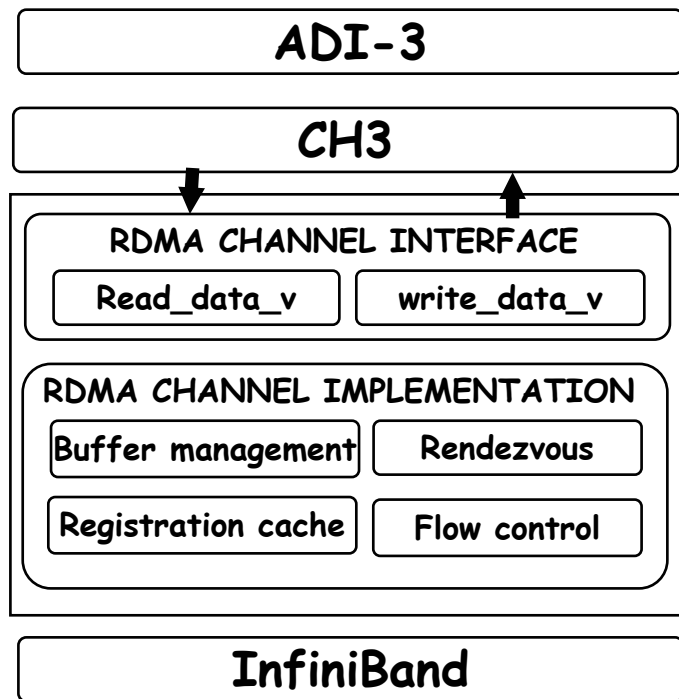 ADI-3
CH3
RDMA CHANNEL INTERFACE
Read_data_v
write_data_v
RDMA CHANNEL IMPLEMENTATION
Buffer management
Rendezvous
Registration cache
Flow control
InfiniBand